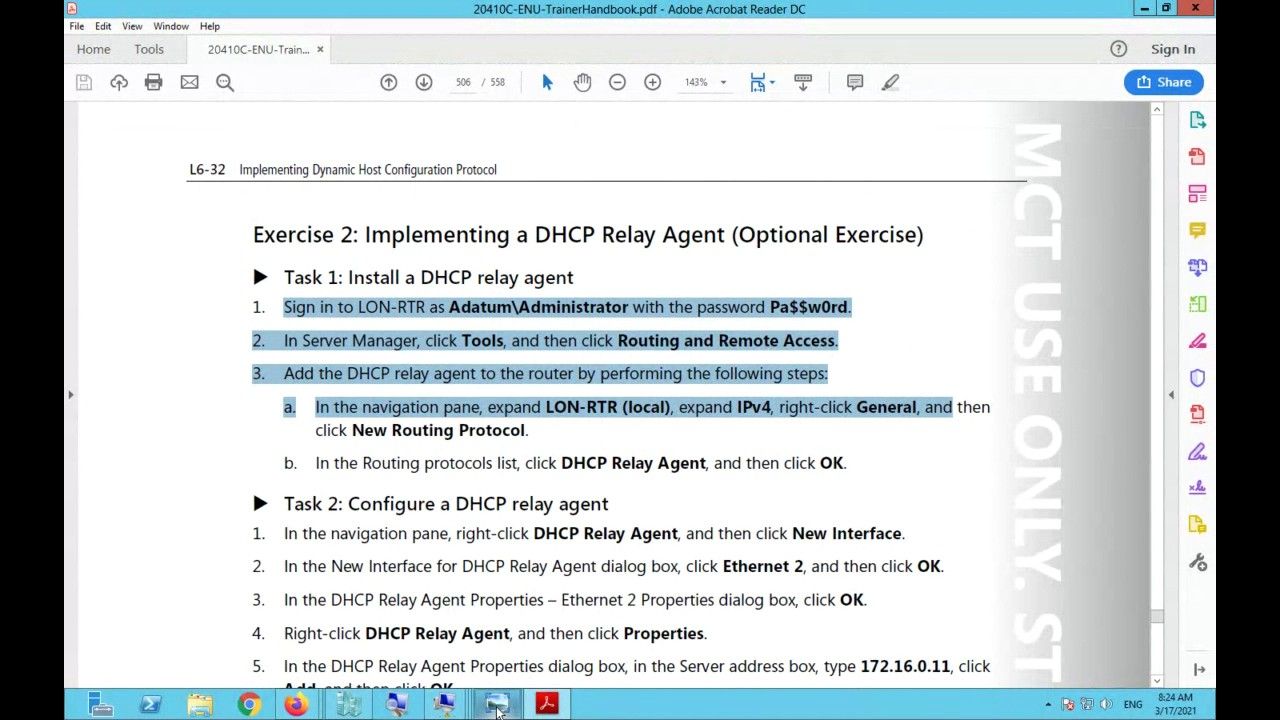 20410C-ENU-TrainerHandbook.pdf - Adobe Acrobat Reader DC
File Edit View Window Help
Home Tools 20410C-ENU-Train... × Sign In
506 / 558 143% Share
L6-32 Implementing Dynamic Host Configuration Protocol
Exercise 2: Implementing a DHCP Relay Agent (Optional Exercise)
Task 1: Install a DHCP relay agent
1. Sign in to LON-RTR as Adatum\Administrator with the password Pa$$w0rd.
2. In Server Manager, click Tools, and then click Routing and Remote Access.
3. Add the DHCP relay agent to the router by performing the following steps:
a. In the navigation pane, expand LON-RTR (local), expand IPv4, right-click General, and then
click New Routing Protocol.
b. In the Routing protocols list, click DHCP Relay Agent, and then click OK.
Task 2: Configure a DHCP relay agent
1. In the navigation pane, right-click DHCP Relay Agent, and then click New Interface.
2. In the New Interface for DHCP Relay Agent dialog box, click Ethernet 2, and then click OK.
3. In the DHCP Relay Agent Properties – Ethernet 2 Properties dialog box, click OK.
4. Right-click DHCP Relay Agent, and then click Properties.
5. In the DHCP Relay Agent Properties dialog box, in the Server address box, type 172.16.0.11, click
Add, and then click OK.
MCT USE ONLY. ST
ENG
8:24 AM
3/17/2021